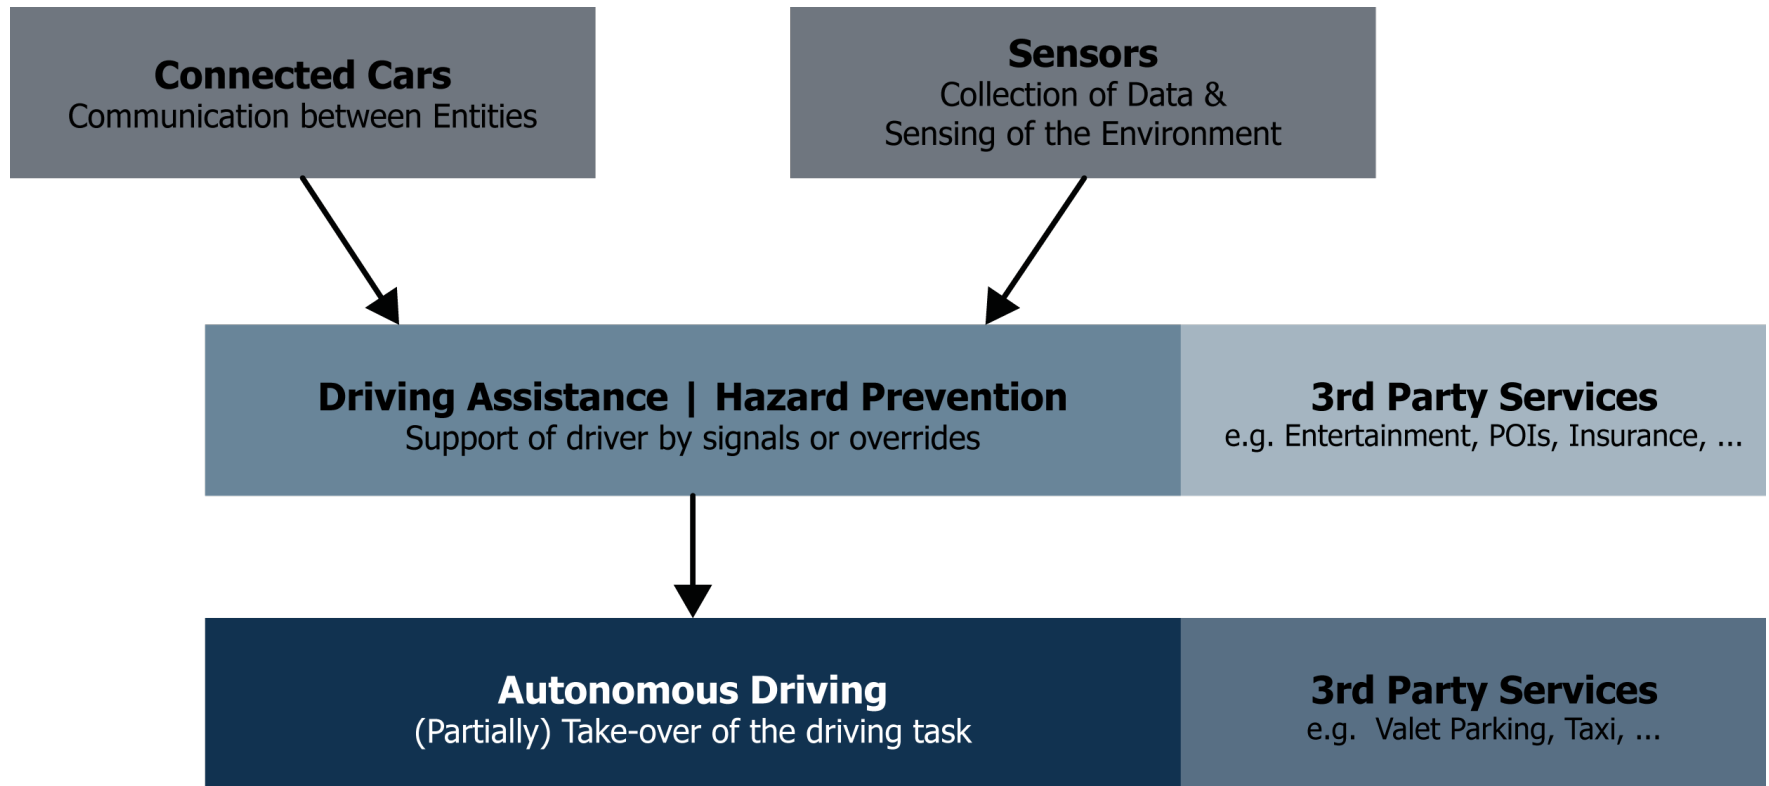 Connected Cars
Communication between Entities
Sensors
Collection of Data &
Sensing of the Environment
Driving Assistance | Hazard Prevention
Support of driver by signals or overrides
3rd Party Services
e.g. Entertainment, POIs, Insurance, ...
Autonomous Driving
(Partially) Take-over of the driving task
3rd Party Services
e.g. Valet Parking, Taxi, ...